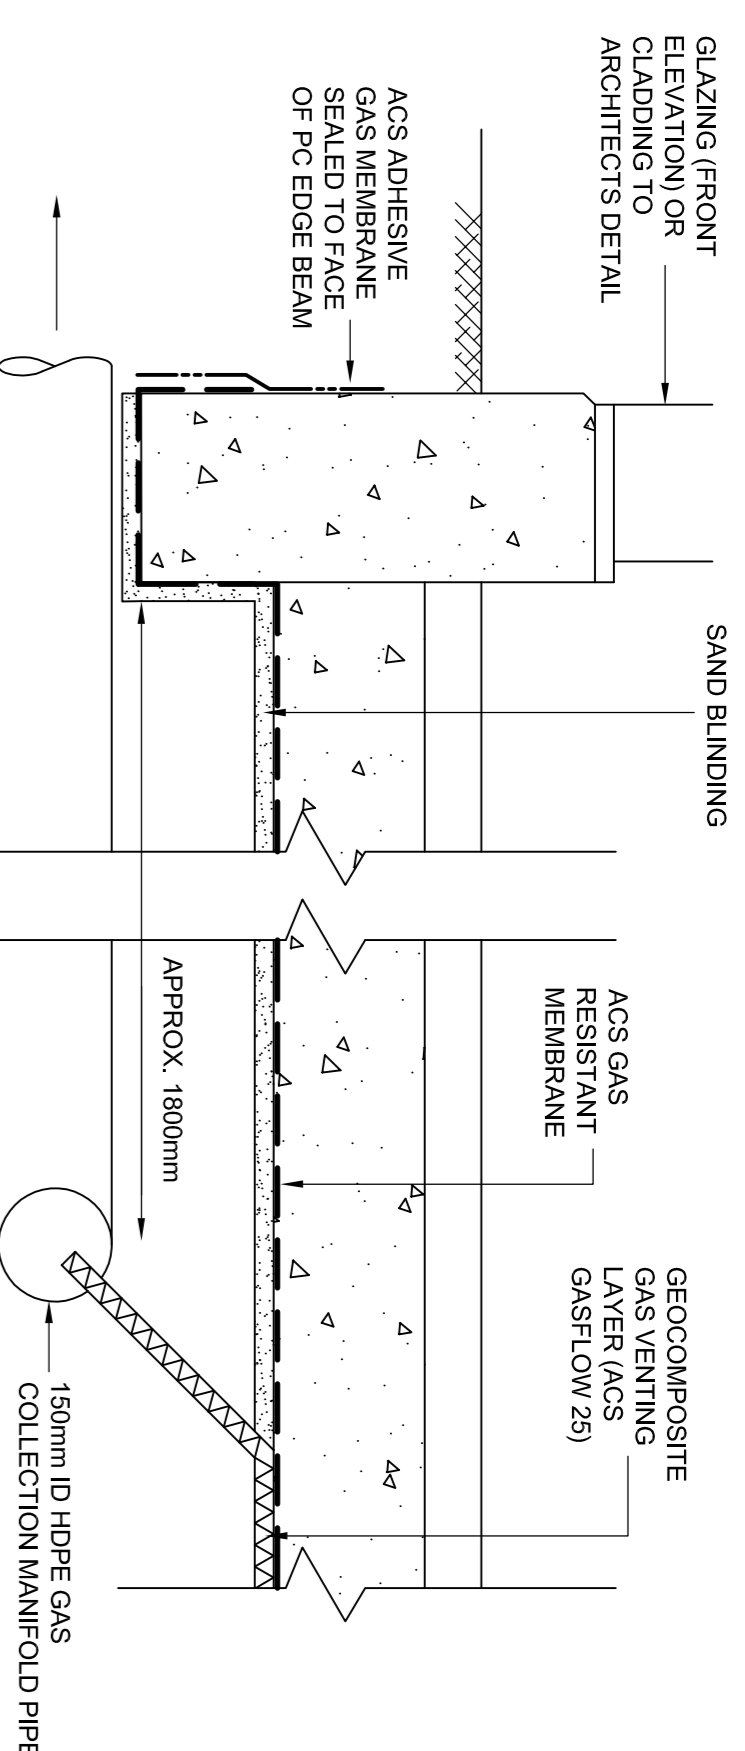 GLAZING (FRONT
ELEVATION) OR
CLADDING TO
ARCHITECTS DETAIL
ACS ADHESIVE
GAS MEMBRANE
SEALED TO FACE
OF PC EDGE BEAM
SAND BLINDING
ACS GAS
RESISTANT
MEMBRANE
APPROX. 1800mm
GEOCOMPOSITE
GAS VENTING
LAYER (ACS
GASFLOW 25)
150mm ID HDPE GAS
COLLECTION MANIFOLD PIPE